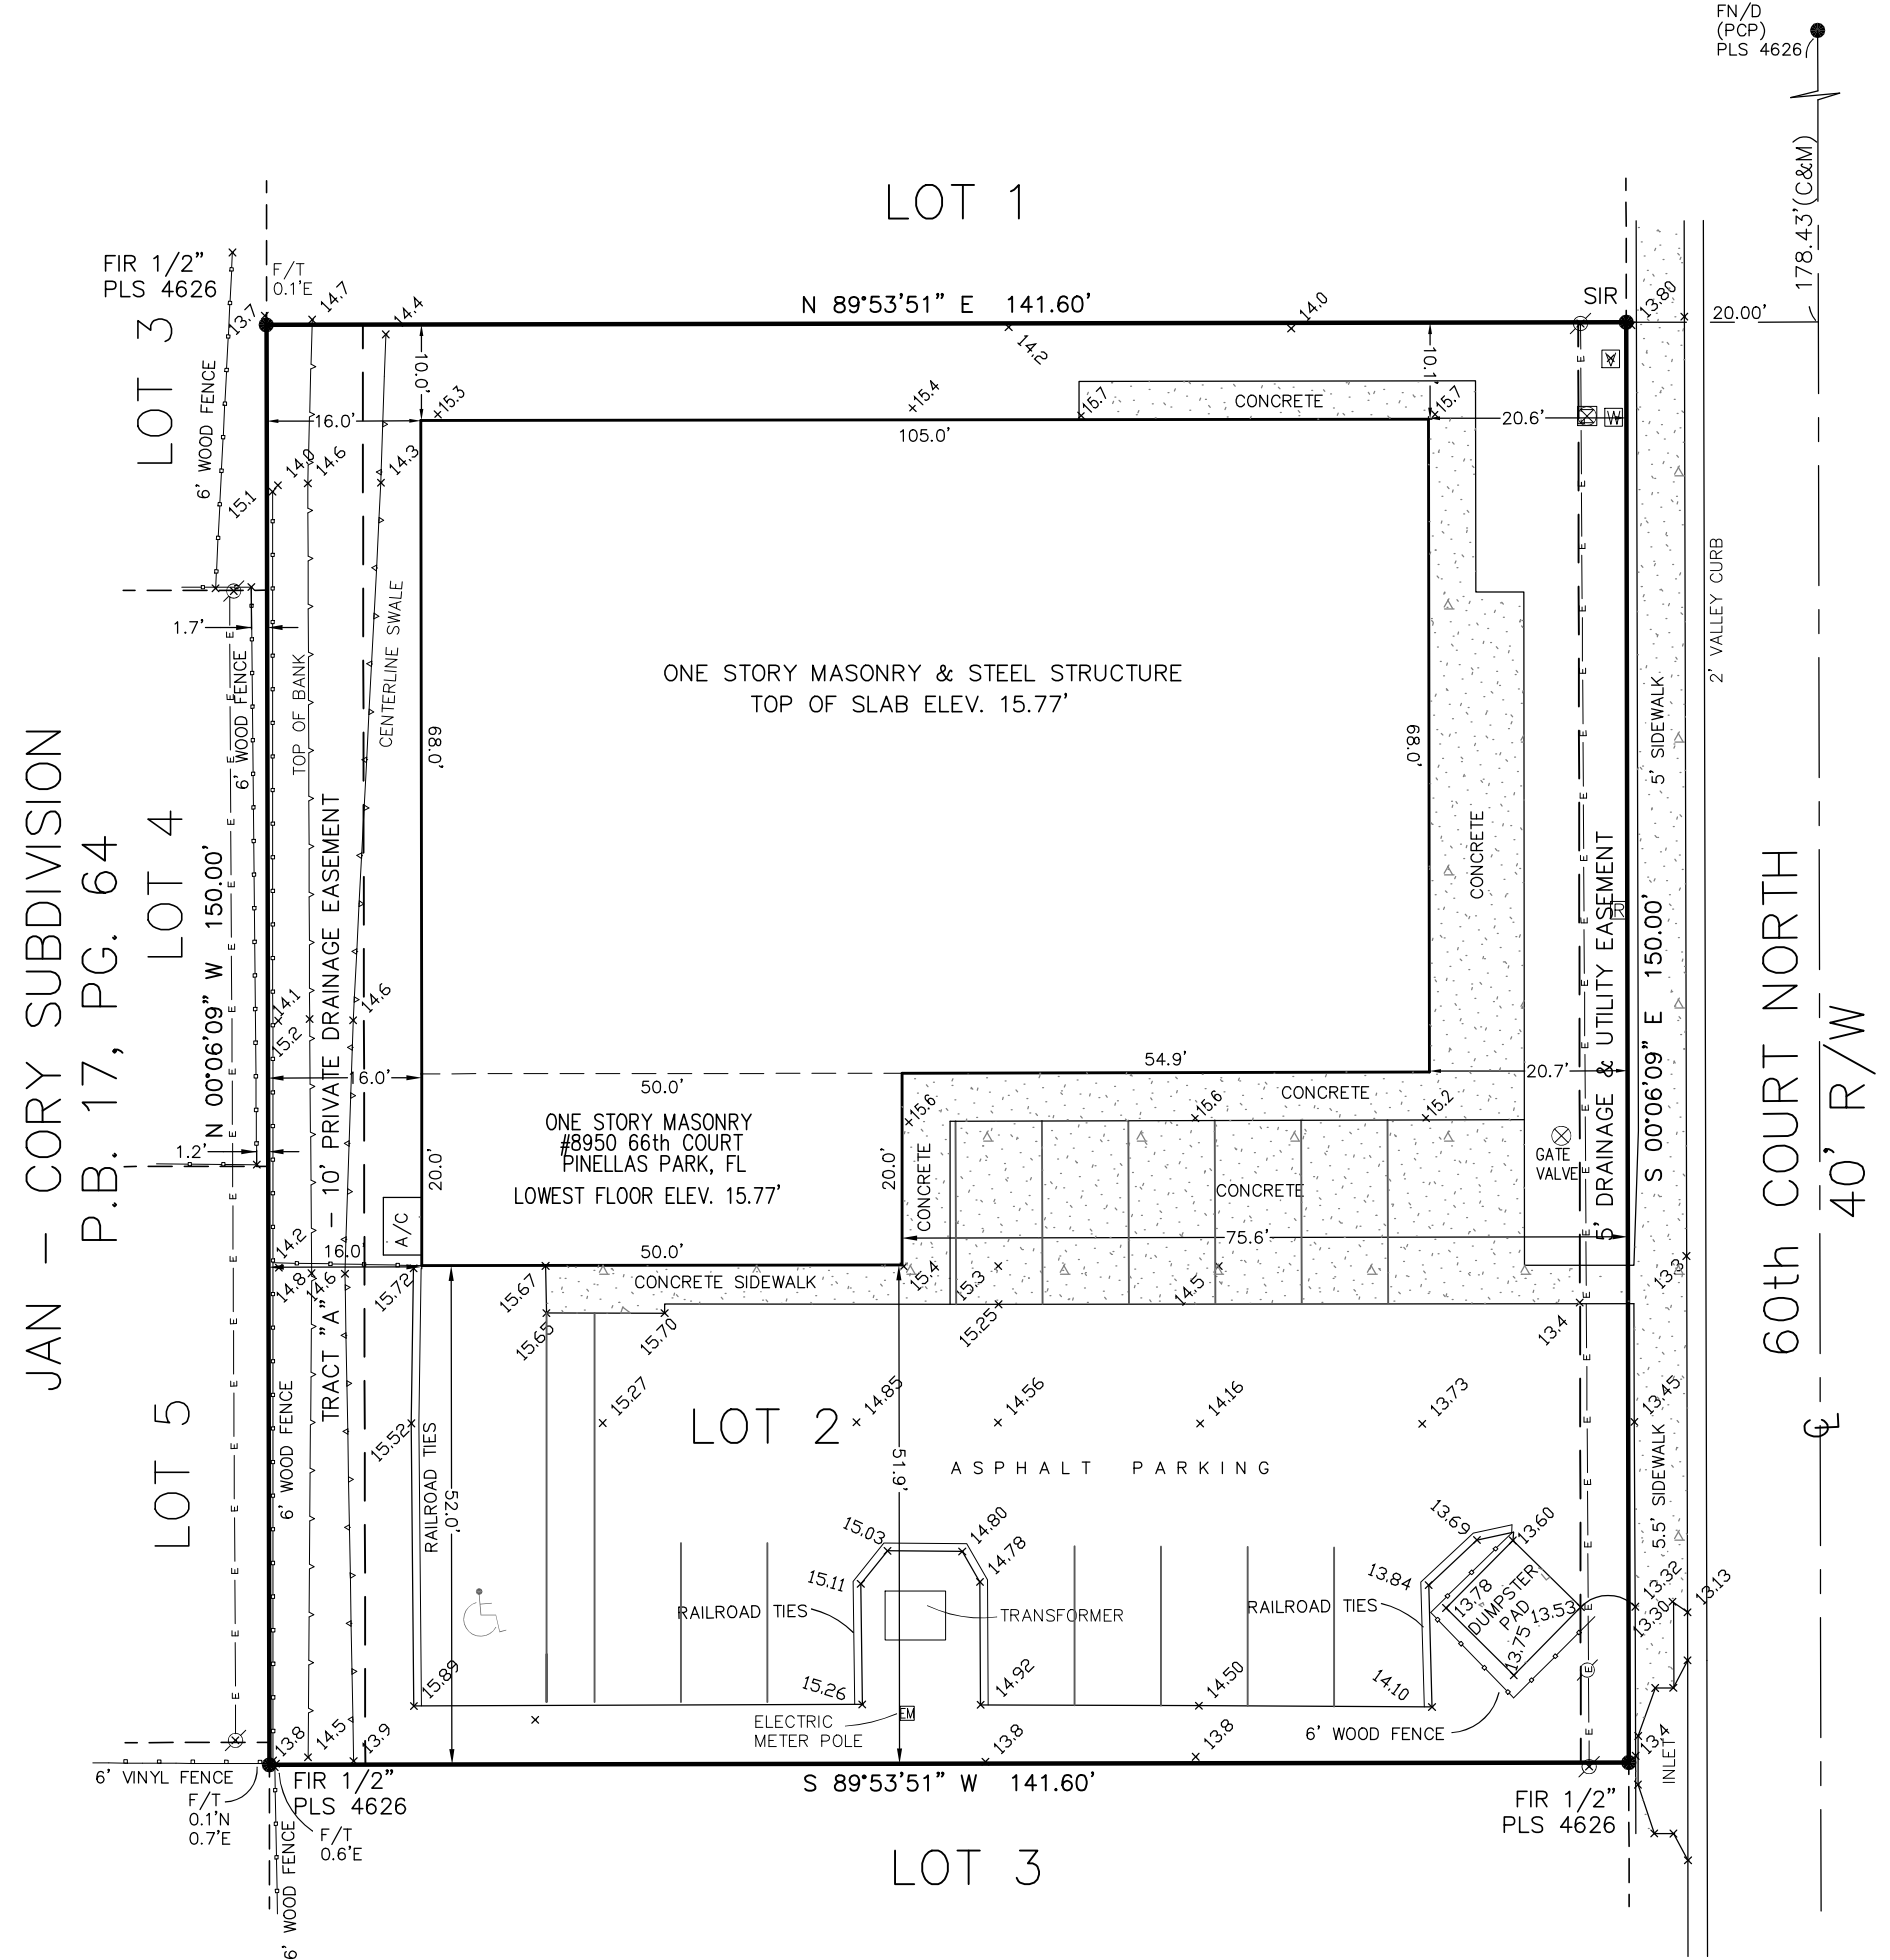 FN/D
(PCP)
PLS 4626
178.43'(C&M)
LOT 1
FIR 1/2"
PLS 4626
F/T
0.1'E
13.7
14.7
14.4
N 89°53'51" E 141.60'
14.2
14.0
SIR
13.80
20.00'
LOT 3
6' WOOD FENCE
10.0'
10.1'
15.3
15.4
15.7
CONCRETE
15.7
16.0'
105.0'
20.6'
W
15.1
14.0
14.6
14.3
1.7'
6' WOOD FENCE
TOP OF BANK
CENTERLINE SWALE
2' VALLEY CURB
5' SIDEWALK
ONE STORY MASONRY & STEEL STRUCTURE
TOP OF SLAB ELEV. 15.77'
68.0'
68.0'
JAN - CORY SUBDIVISION
P.B. 17, PG. 64
LOT 4
N 00°06'09" W 150.00'
TRACT "A" - 10' PRIVATE DRAINAGE EASEMENT
CONCRETE
5' DRAINAGE & UTILITY EASEMENT
R
S 00°06'09" E 150.00'
60th COURT NORTH
40' R/W
14.1
15.2
14.6
16.0'
54.9'
20.7'
50.0'
CONCRETE
15.6
15.6
15.2
ONE STORY MASONRY
#8950 66th COURT
PINELLAS PARK, FL
LOWEST FLOOR ELEV. 15.77'
1.2'
20.0'
20.0'
CONCRETE
CONCRETE
GATE
VALVE
A/C
75.6'
14.2
16.0'
50.0'
CONCRETE SIDEWALK
14.8
14.6
15.72
15.67
15.4
15.3
14.5
13.3
15.65
15.70
15.25
13.4
LOT 5
6' WOOD FENCE
15.52
RAILROAD TIES
52.0'
15.27
LOT 2
14.85
14.56
14.16
13.73
13.45
51.9'
ASPHALT PARKING
5.5' SIDEWALK
℄
15.03
14.80
14.78
15.11
13.69
13.60
13.84
RAILROAD TIES
TRANSFORMER
RAILROAD TIES
13.78
DUMPSTER
PAD
13.53
13.75
13.32
13.30
13.13
15.89
15.26
14.92
14.50
14.10
ELECTRIC
METER POLE
EM
6' WOOD FENCE
13.8
14.5
13.9
13.8
13.8
13.4
INLET
6' VINYL FENCE
FIR 1/2"
PLS 4626
S 89°53'51" W 141.60'
FIR 1/2"
PLS 4626
F/T
0.1'N
0.7'E
F/T
0.6'E
6' WOOD FENCE
LOT 3